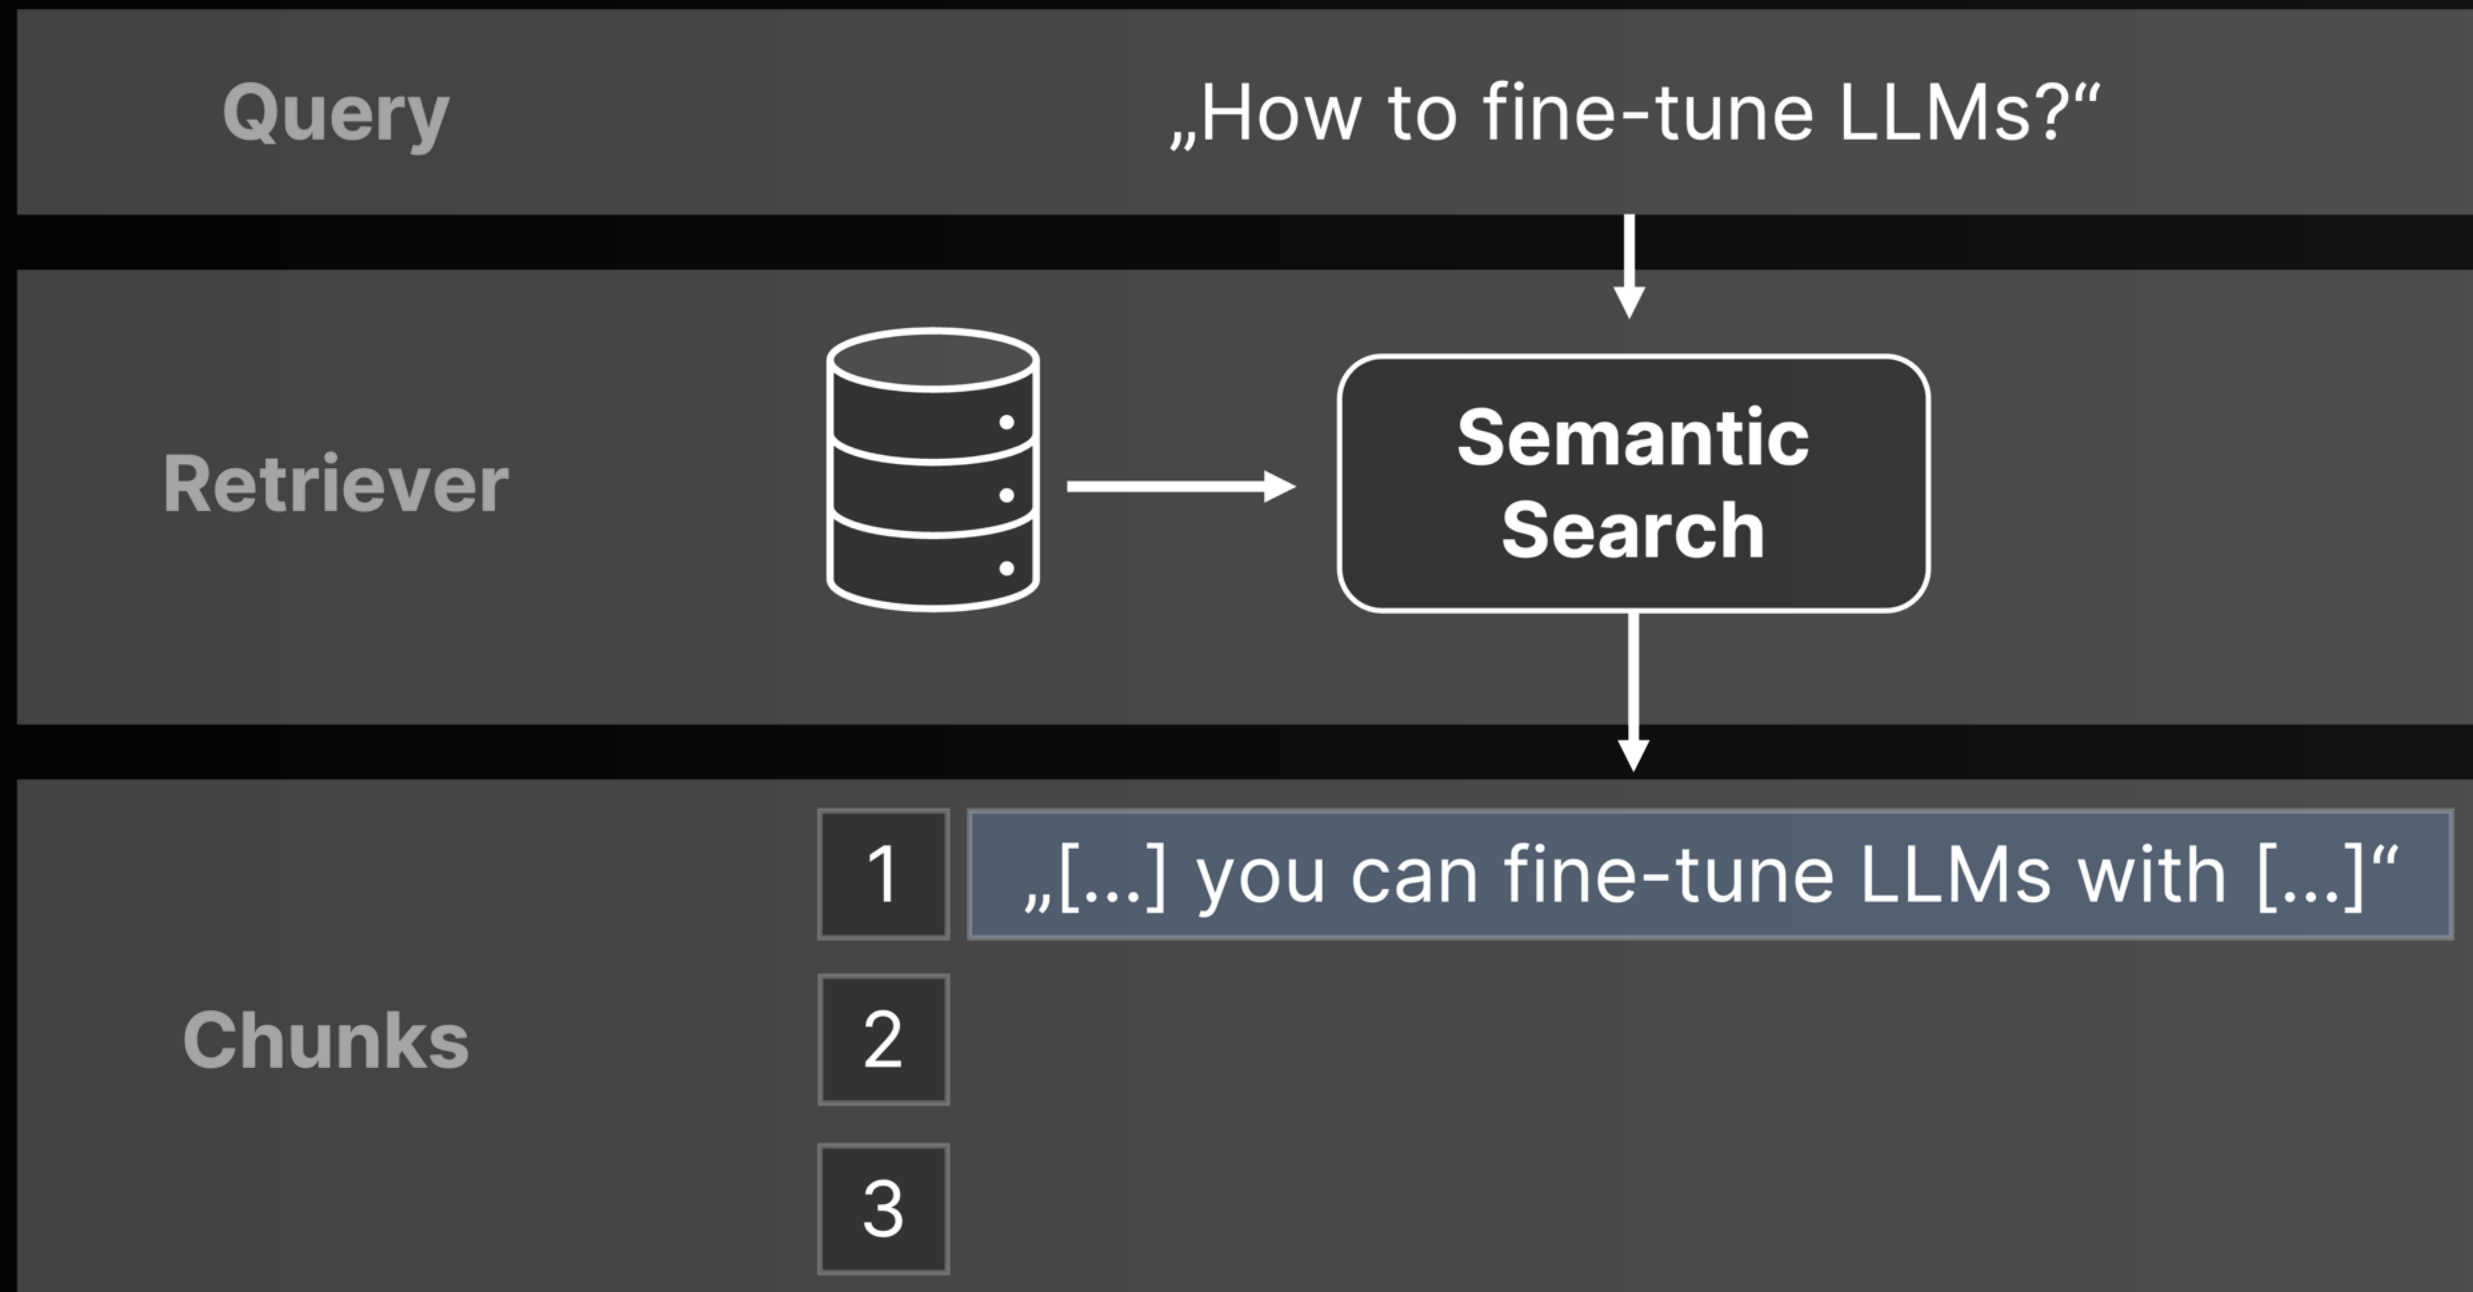 Query
„How to fine-tune LLMs?“
Retriever
Semantic
Search
Chunks
1
„[...] you can fine-tune LLMs with [...]“
2
3